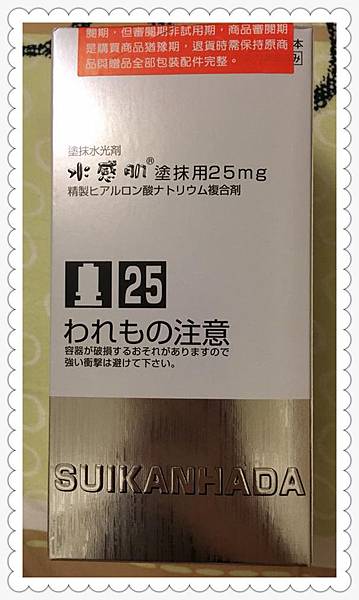 閱期，但審閱期非試用期，商品審閱期
是購買商品猶豫期，退貨時需保持原商
品與贈品全部包裝配件完整。
本
塗抹水光剤
水感肌®塗抹用25mg
精製ヒアルロン酸ナトリウム複合剤
25
われもの注意
容器が破損するおそれがありますので
強い衝撃は避けて下さい。
SUIKANHADA